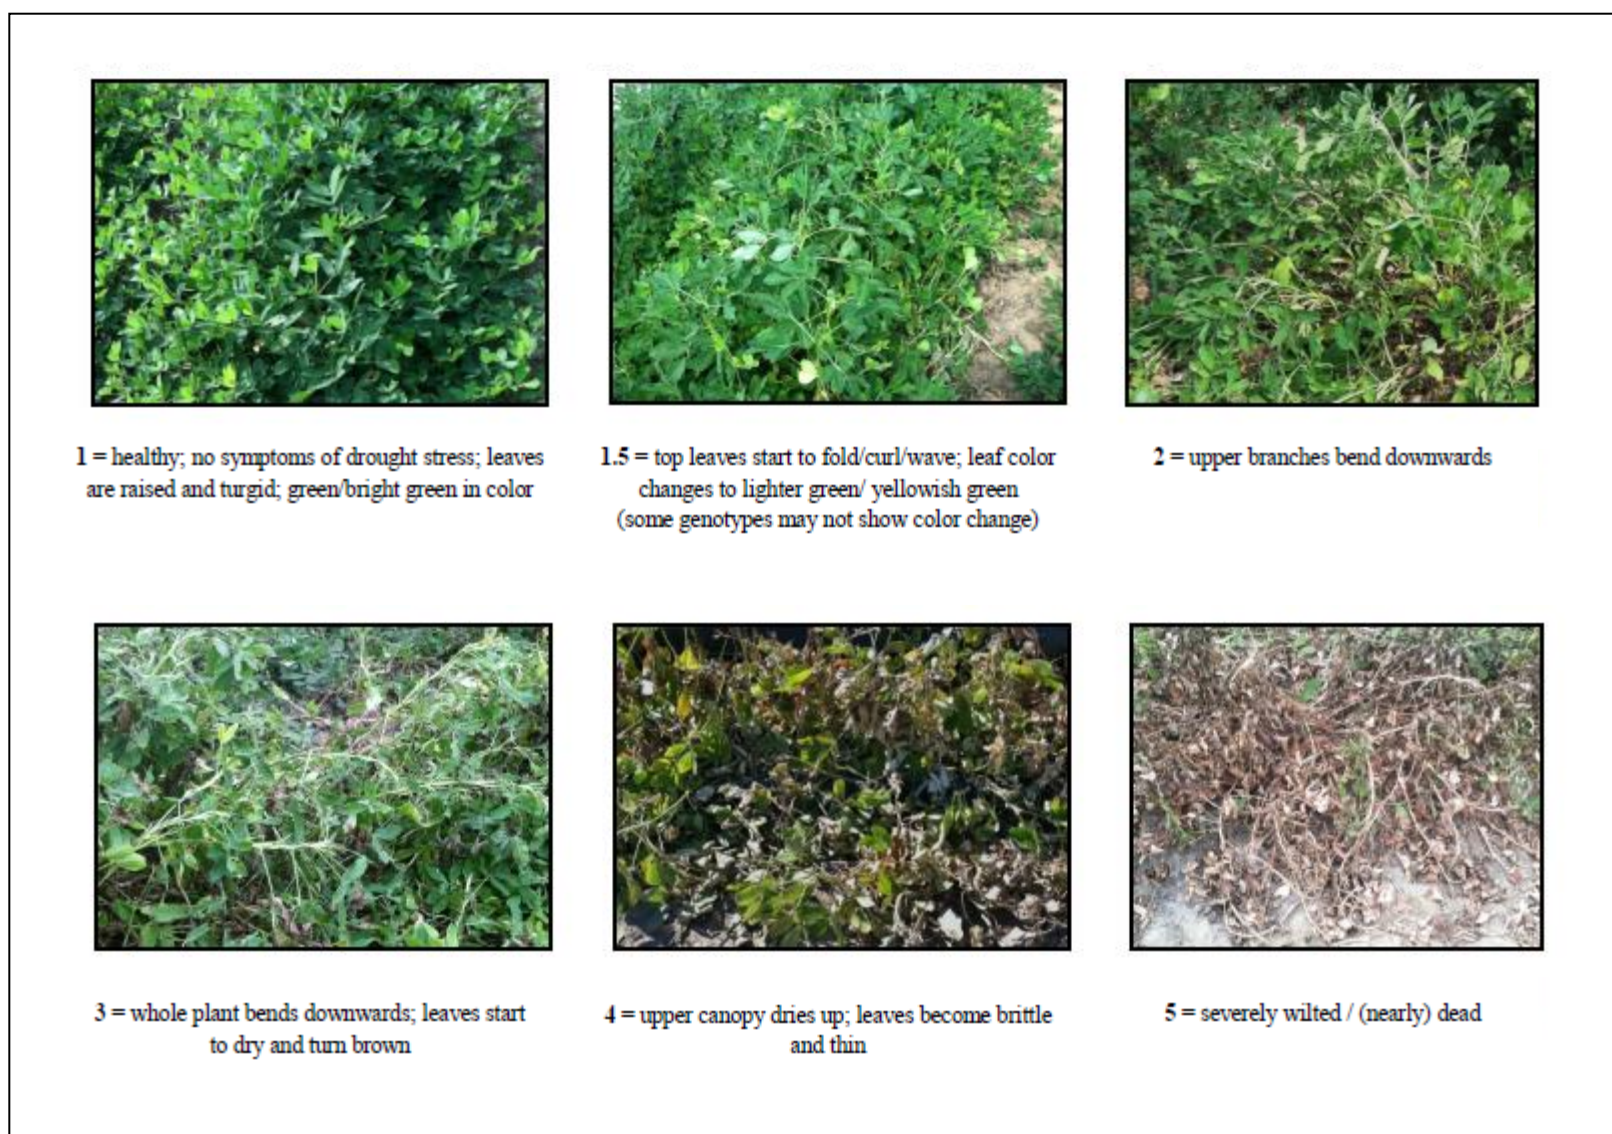 1 = healthy; no symptoms of drought stress; leaves
are raised and turgid; green/bright green in color
1.5 = top leaves start to fold/curl/wave; leaf color
changes to lighter green/ yellowish green
(some genotypes may not show color change)
2 = upper branches bend downwards
3 = whole plant bends downwards; leaves start
to dry and turn brown
4 = upper canopy dries up; leaves become brittle
and thin
5 = severely wilted / (nearly) dead